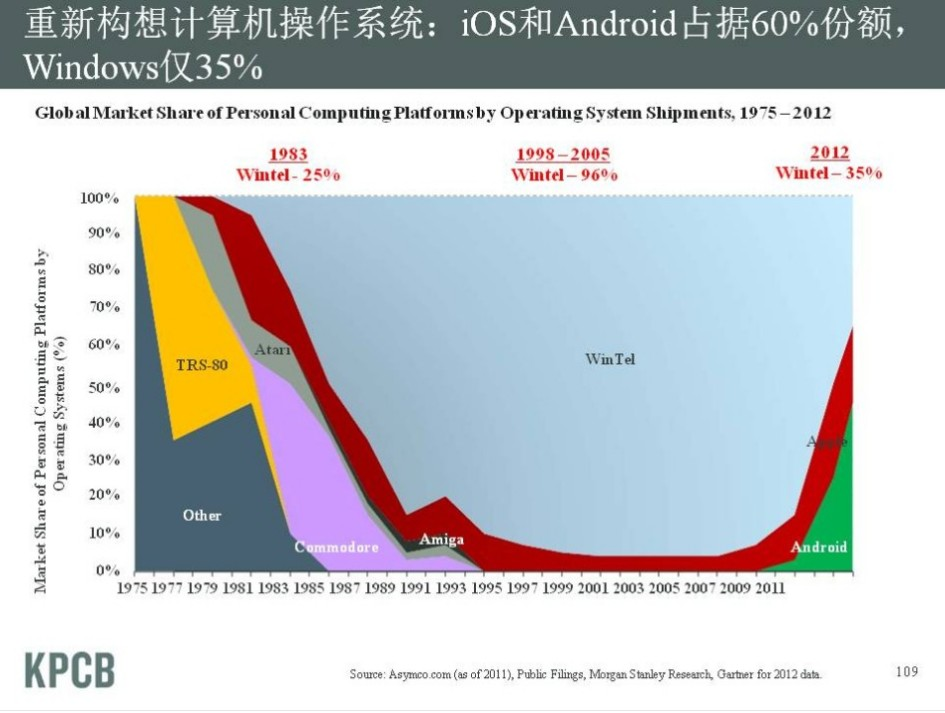 重新构想计算机操作系统：iOS和Android占据60%份额，
Windows仅35%
Global Market Share of Personal Computing Platforms by Operating System Shipments, 1975 – 2012
1983
Wintel - 25%
1998 – 2005
Wintel – 96%
2012
Wintel – 35%
Market Share of Personal Computing Platforms by
Operating Systems (%)
100%
90%
80%
70%
60%
50%
40%
30%
20%
10%
0%
TRS-80
Atari
WinTel
Apple
Other
Commodore
Amiga
Android
1975 1977 1979 1981 1983 1985 1987 1989 1991 1993 1995 1997 1999 2001 2003 2005 2007 2009 2011
KPCB
Source: Asymco.com (as of 2011), Public Filings, Morgan Stanley Research, Gartner for 2012 data.
109